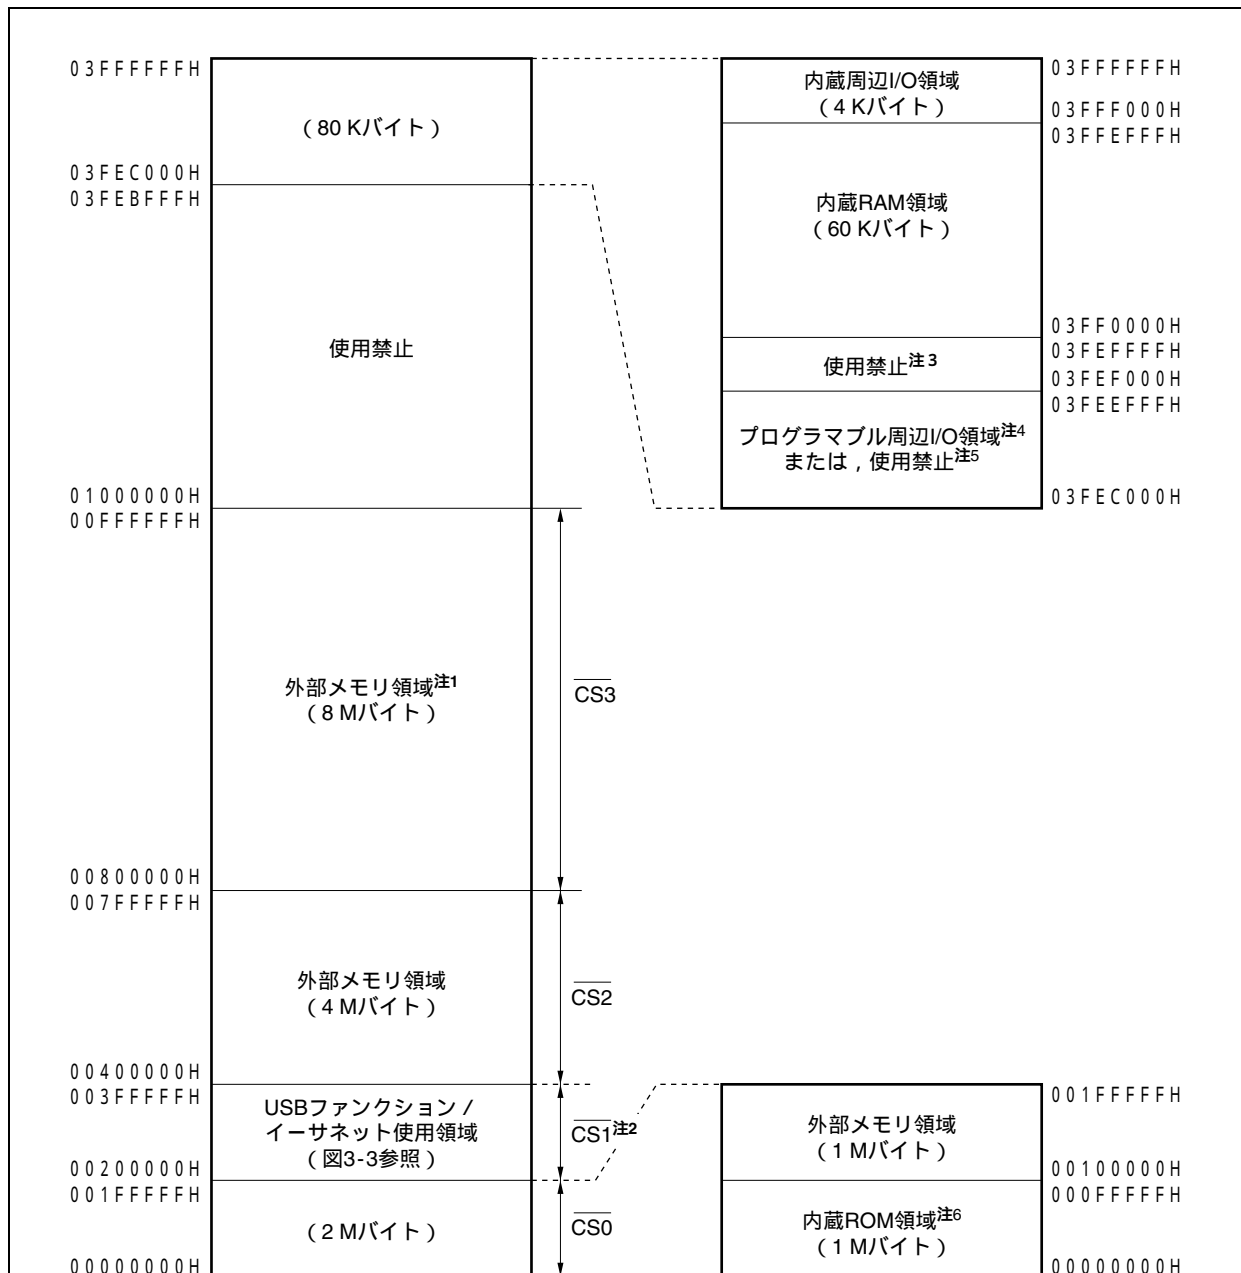 03FFFFFFH
(80 Kバイト)
03FEC000H
03FEBFFFH
使用禁止
01000000H
00FFFFFFH
外部メモリ領域注1
(8 Mバイト)
CS3
00800000H
007FFFFFH
外部メモリ領域
(4 Mバイト)
CS2
00400000H
003FFFFFH
USBファンクション/
イーサネット使用領域
(図3-3参照)
CS1注2
00200000H
001FFFFFH
(2 Mバイト)
CS0
00000000H
内蔵周辺I/O領域
(4 Kバイト)
03FFFFFFH
03FFF000H
03FFEFFFH
内蔵RAM領域
(60 Kバイト)
03FF0000H
03FEFFFFH
使用禁止注3
03FEF000H
03FEEFFFH
プログラマブル周辺I/O領域注4
または,使用禁止注5
03FEC000H
001FFFFFH
外部メモリ領域
(1 Mバイト)
00100000H
000FFFFFH
内蔵ROM領域注6
(1 Mバイト)
00000000H